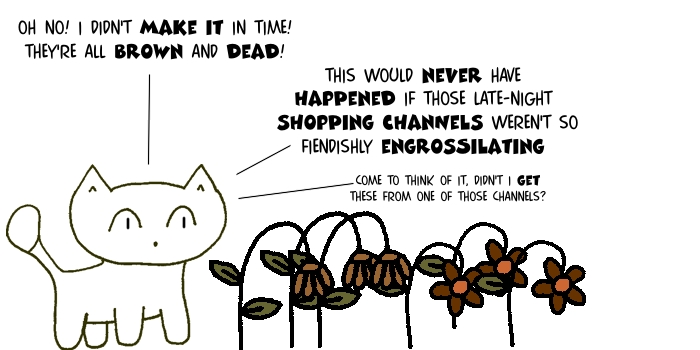 OH NO! I DIDN'T MAKE IT IN TIME!
THEY'RE ALL BROWN AND DEAD!
THIS WOULD NEVER HAVE
HAPPENED IF THOSE LATE-NIGHT
SHOPPING CHANNELS WEREN'T SO
FIENDISHLY ENGROSSILATING
COME TO THINK OF IT, DIDN'T I GET
THESE FROM ONE OF THOSE CHANNELS?